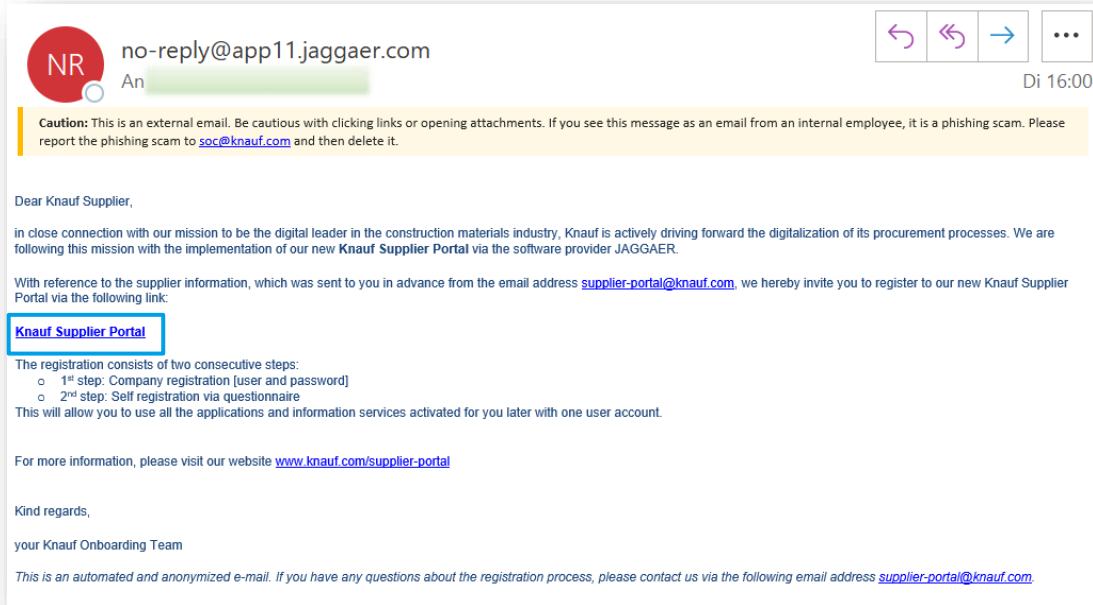 NR
no-reply@app11.jaggaer.com
An
Di 16:00
Caution: This is an external email. Be cautious with clicking links or opening attachments. If you see this message as an email from an internal employee, it is a phishing scam. Please
report the phishing scam to soc@knauf.com and then delete it.
Dear Knauf Supplier,
in close connection with our mission to be the digital leader in the construction materials industry, Knauf is actively driving forward the digitalization of its procurement processes. We are
following this mission with the implementation of our new Knauf Supplier Portal via the software provider JAGGAER.
With reference to the supplier information, which was sent to you in advance from the email address supplier-portal@knauf.com, we hereby invite you to register to our new Knauf Supplier
Portal via the following link:
Knauf Supplier Portal
The registration consists of two consecutive steps:
o 1st step: Company registration [user and password]
o 2nd step: Self registration via questionnaire
This will allow you to use all the applications and information services activated for you later with one user account.
For more information, please visit our website www.knauf.com/supplier-portal
Kind regards,
your Knauf Onboarding Team
This is an automated and anonymized e-mail. If you have any questions about the registration process, please contact us via the following email address supplier-portal@knauf.com.